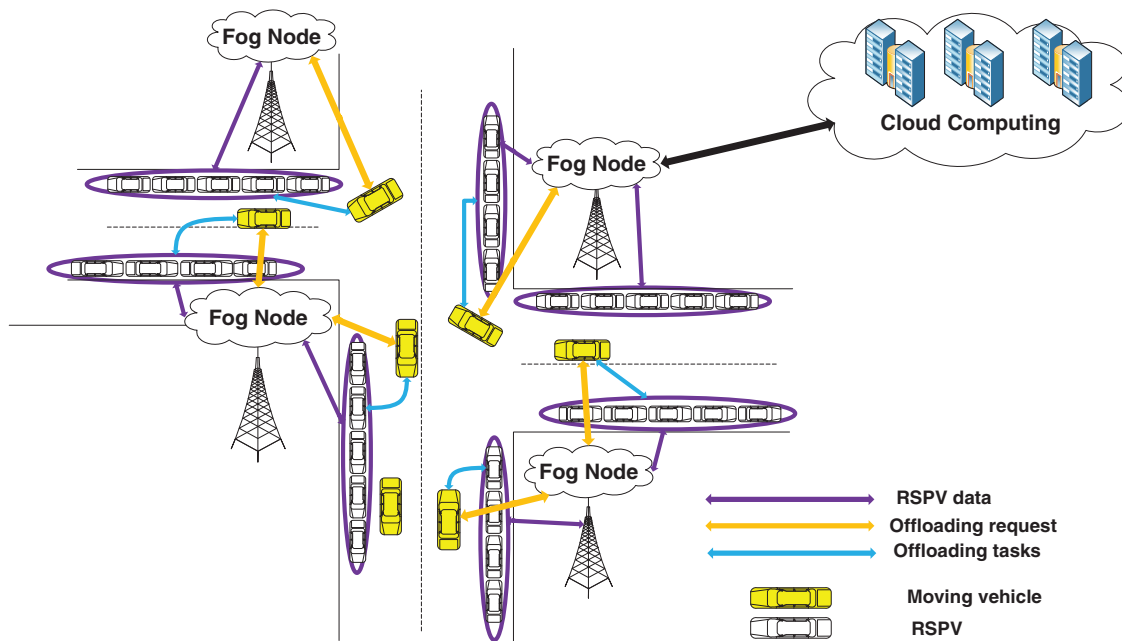 Fog Node
Cloud Computing
Fog Node
Fog Node
Fog Node
RSPV data
Offloading request
Offloading tasks
Moving vehicle
RSPV